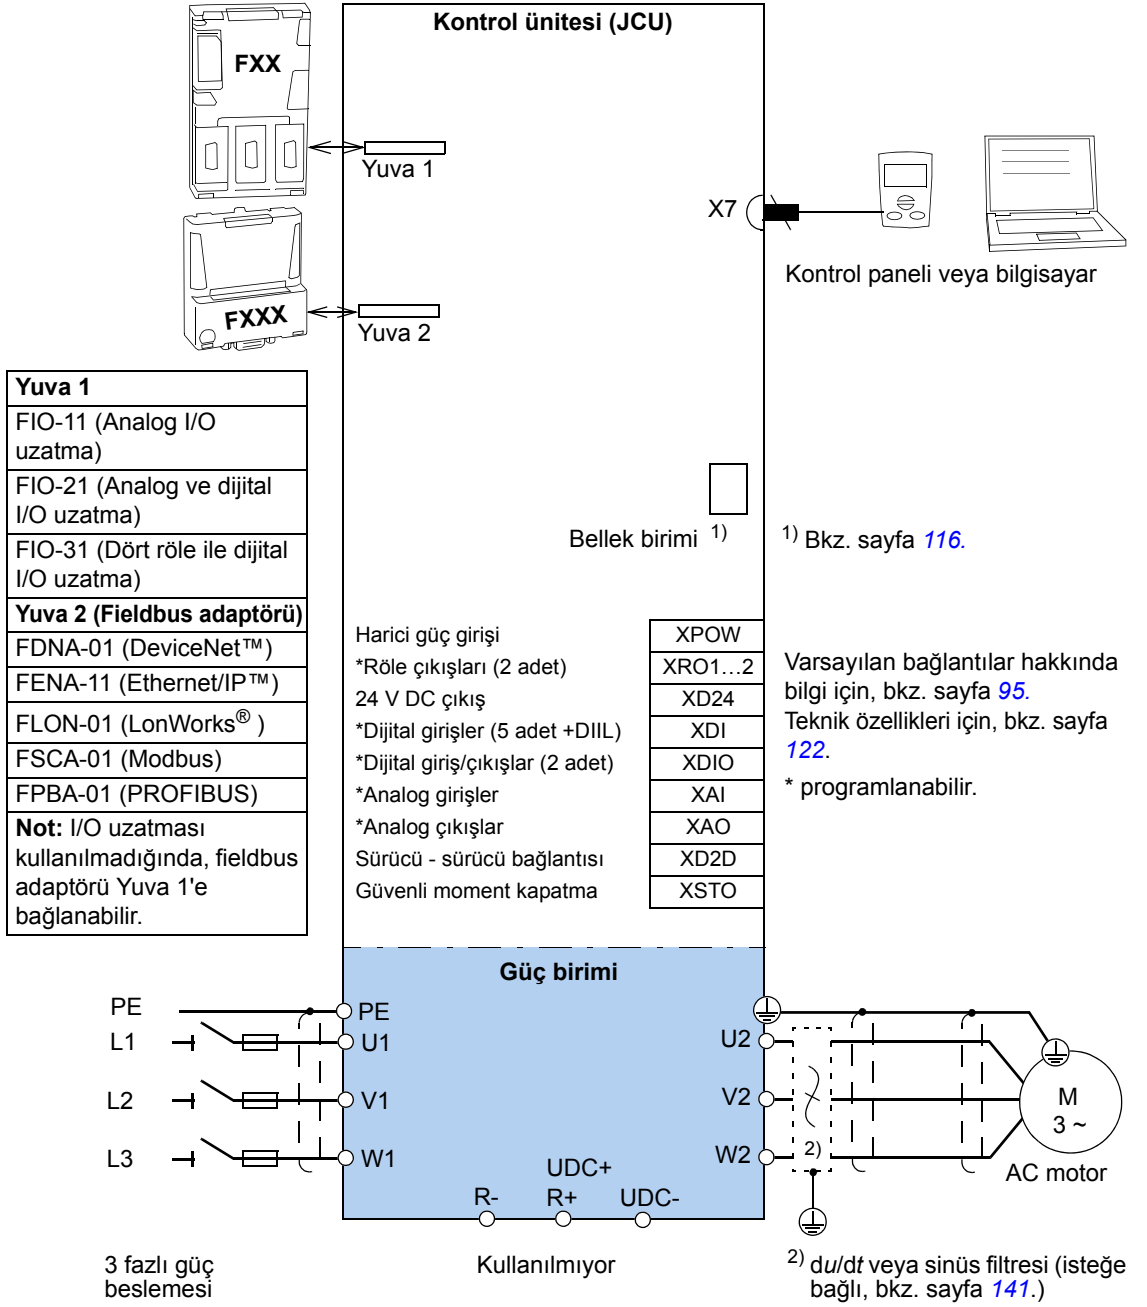 Kontrol ünitesi (JCU)
FXX
Yuva 1
X7
Kontrol paneli veya bilgisayar
FXXX
Yuva 2
Yuva 1
FIO-11 (Analog I/O
uzatma)
FIO-21 (Analog ve dijital
I/O uzatma)
FIO-31 (Dört röle ile dijital
I/O uzatma)
Yuva 2 (Fieldbus adaptörü)
FDNA-01 (DeviceNet™)
FENA-11 (Ethernet/IP™)
FLON-01 (LonWorks® )
FSCA-01 (Modbus)
FPBA-01 (PROFIBUS)
Not: I/O uzatması
kullanılmadığında, fieldbus
adaptörü Yuva 1'e
bağlanabilir.
Bellek birimi 1)
1) Bkz. sayfa 116.
Harici güç girişi XPOW
*Röle çıkışları (2 adet) XRO1…2
24 V DC çıkış XD24
*Dijital girişler (5 adet +DIIL) XDI
*Dijital giriş/çıkışlar (2 adet) XDIO
*Analog girişler XAI
*Analog çıkışlar XAO
Sürücü - sürücü bağlantısı XD2D
Güvenli moment kapatma XSTO
Varsayılan bağlantılar hakkında
bilgi için, bkz. sayfa 95.
Teknik özellikleri için, bkz. sayfa
122.
* programlanabilir.
Güç birimi
PE PE
L1 U1 U2
L2 V1 V2
L3 W1 W2
M
3 ~
2)
AC motor
UDC+
R- R+ UDC-
3 fazlı güç
beslemesi
Kullanılmıyor
2) du/dt veya sinüs filtresi (isteğe
bağlı, bkz. sayfa 141.)